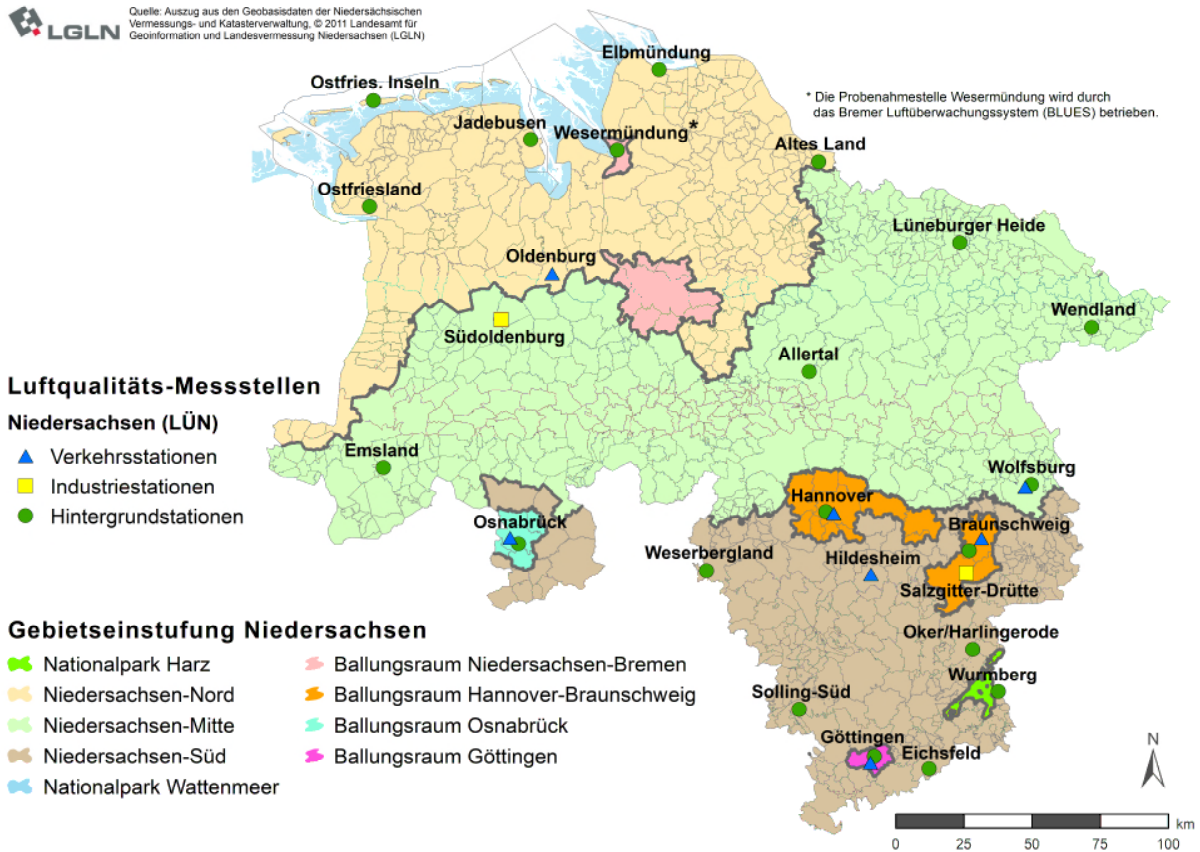 LGLN
Quelle: Auszug aus den Geobasisdaten der Niedersächsischen
Vermessungs- und Katasterverwaltung, © 2011 Landesamt für
Geoinformation und Landesvermessung Niedersachsen (LGLN)
Elbmündung
Ostfries. Inseln
* Die Probenahmestelle Wesermündung wird durch
das Bremer Luftüberwachungssystem (BLUES) betrieben.
Jadebusen
Wesermündung*
Altes Land
Ostfriesland
Lüneburger Heide
Oldenburg
Wendland
Südoldenburg
Allertal
Luftqualitäts-Messstellen
Niedersachsen (LÜN)
Verkehrsstationen
Industriestationen
Hintergrundstationen
Emsland
Wolfsburg
Hannover
Osnabrück
Braunschweig
Weserbergland
Hildesheim
Salzgitter-Drütte
Oker/Harlingerode
Wurmberg
Solling-Süd
Göttingen
Eichsfeld
Gebietseinstufung Niedersachsen
Nationalpark Harz
Niedersachsen-Nord
Niedersachsen-Mitte
Niedersachsen-Süd
Nationalpark Wattenmeer
Ballungsraum Niedersachsen-Bremen
Ballungsraum Hannover-Braunschweig
Ballungsraum Osnabrück
Ballungsraum Göttingen
N
km
0 25 50 75 100